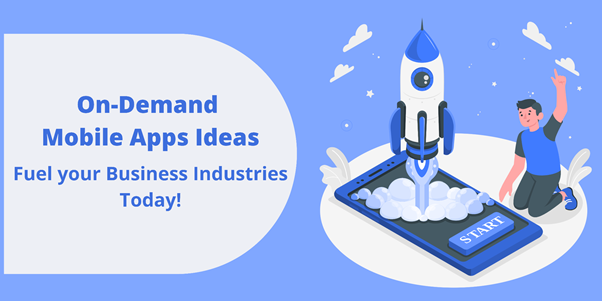 On-Demand
Mobile Apps Ideas
Fuel your Business Industries
Today!
START